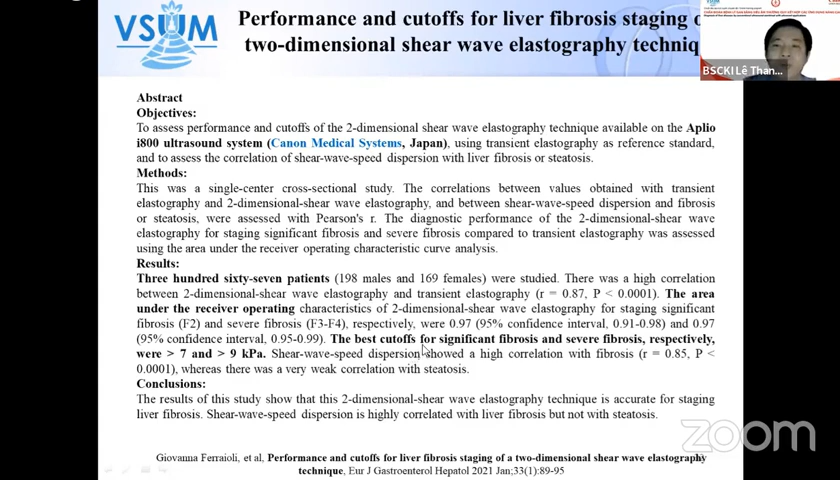 VSUM
Performance and cutoffs for liver fibrosis staging o
two-dimensional shear wave elastography techniq
BSCKI Lê Than...
Abstract
Objectives:
To assess performance and cutoffs of the 2-dimensional shear wave elastography technique available on the Aplio
i800 ultrasound system (Canon Medical Systems, Japan), using transient elastography as reference standard,
and to assess the correlation of shear-wave-speed dispersion with liver fibrosis or steatosis.
Methods:
This was a single-center cross-sectional study. The correlations between values obtained with transient
elastography and 2-dimensional-shear wave elastography, and between shear-wave-speed dispersion and fibrosis
or steatosis, were assessed with Pearson's r. The diagnostic performance of the 2-dimensional-shear wave
elastography for staging significant fibrosis and severe fibrosis compared to transient elastography was assessed
using the area under the receiver operating characteristic curve analysis.
Results:
Three hundred sixty-seven patients (198 males and 169 females) were studied. There was a high correlation
between 2-dimensional-shear wave elastography and transient elastography (r = 0.87, P < 0.0001). The area
under the receiver operating characteristics of 2-dimensional-shear wave elastography for staging significant
fibrosis (F2) and severe fibrosis (F3-F4), respectively, were 0.97 (95% confidence interval, 0.91-0.98) and 0.97
(95% confidence interval, 0.95-0.99). The best cutoffs for significant fibrosis and severe fibrosis, respectively,
were > 7 and > 9 kPa. Shear-wave-speed dispersion showed a high correlation with fibrosis (r = 0.85, P <
0.0001), whereas there was a very weak correlation with steatosis.
Conclusions:
The results of this study show that this 2-dimensional-shear wave elastography technique is accurate for staging
liver fibrosis. Shear-wave-speed dispersion is highly correlated with liver fibrosis but not with steatosis.
zoom
Giovanna Ferraioli, et al, Performance and cutoffs for liver fibrosis staging of a two-dimensional shear wave elastography
technique, Eur J Gastroenterol Hepatol 2021 Jan;33(1):89-95